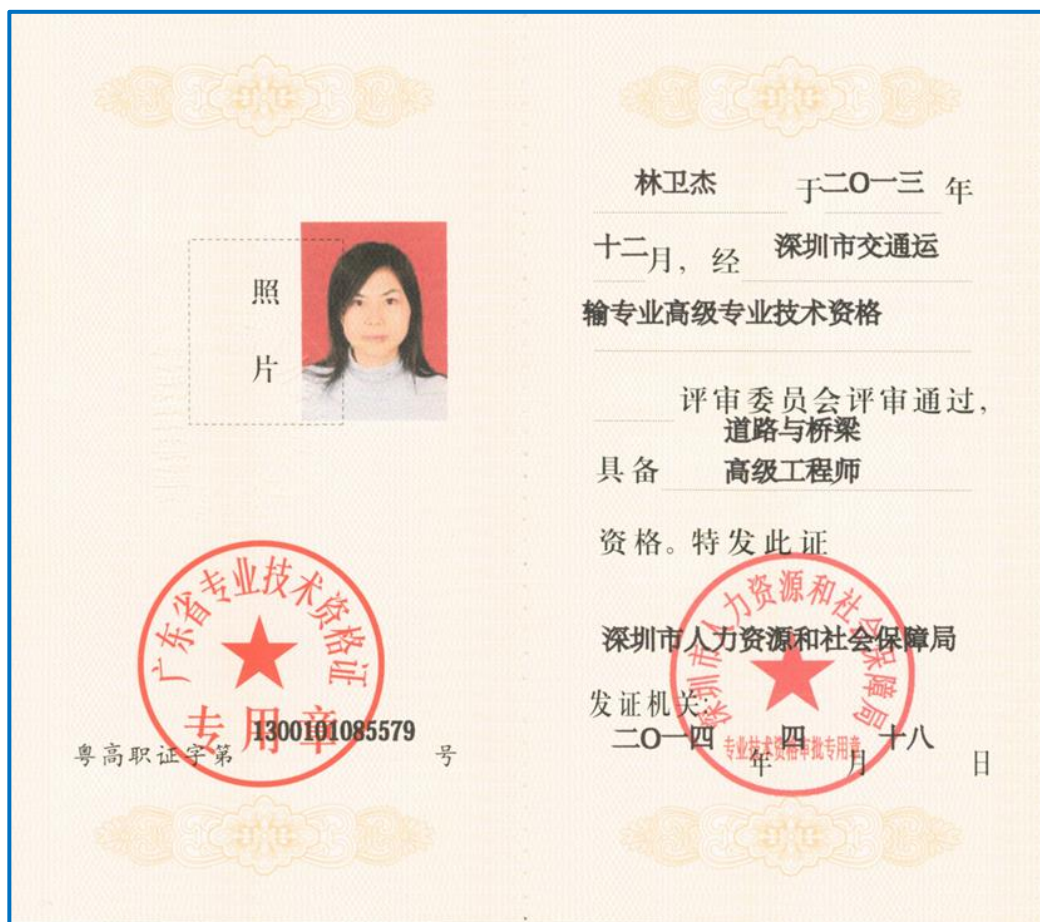 照
片
广东省专业技术资格证
专用章
粤高职证字第 1300101085579 号
林卫杰 于二〇一三 年
十二月，经 深圳市交通运
输专业高级专业技术资格
评审委员会评审通过，
道路与桥梁
具备 高级工程师
资格。特发此证
深圳市人力资源和社会保障局
深圳市人力资源和社会保障局
发证机关：
专业技术资格审批专用章
二〇一四 年 四 月 十八 日